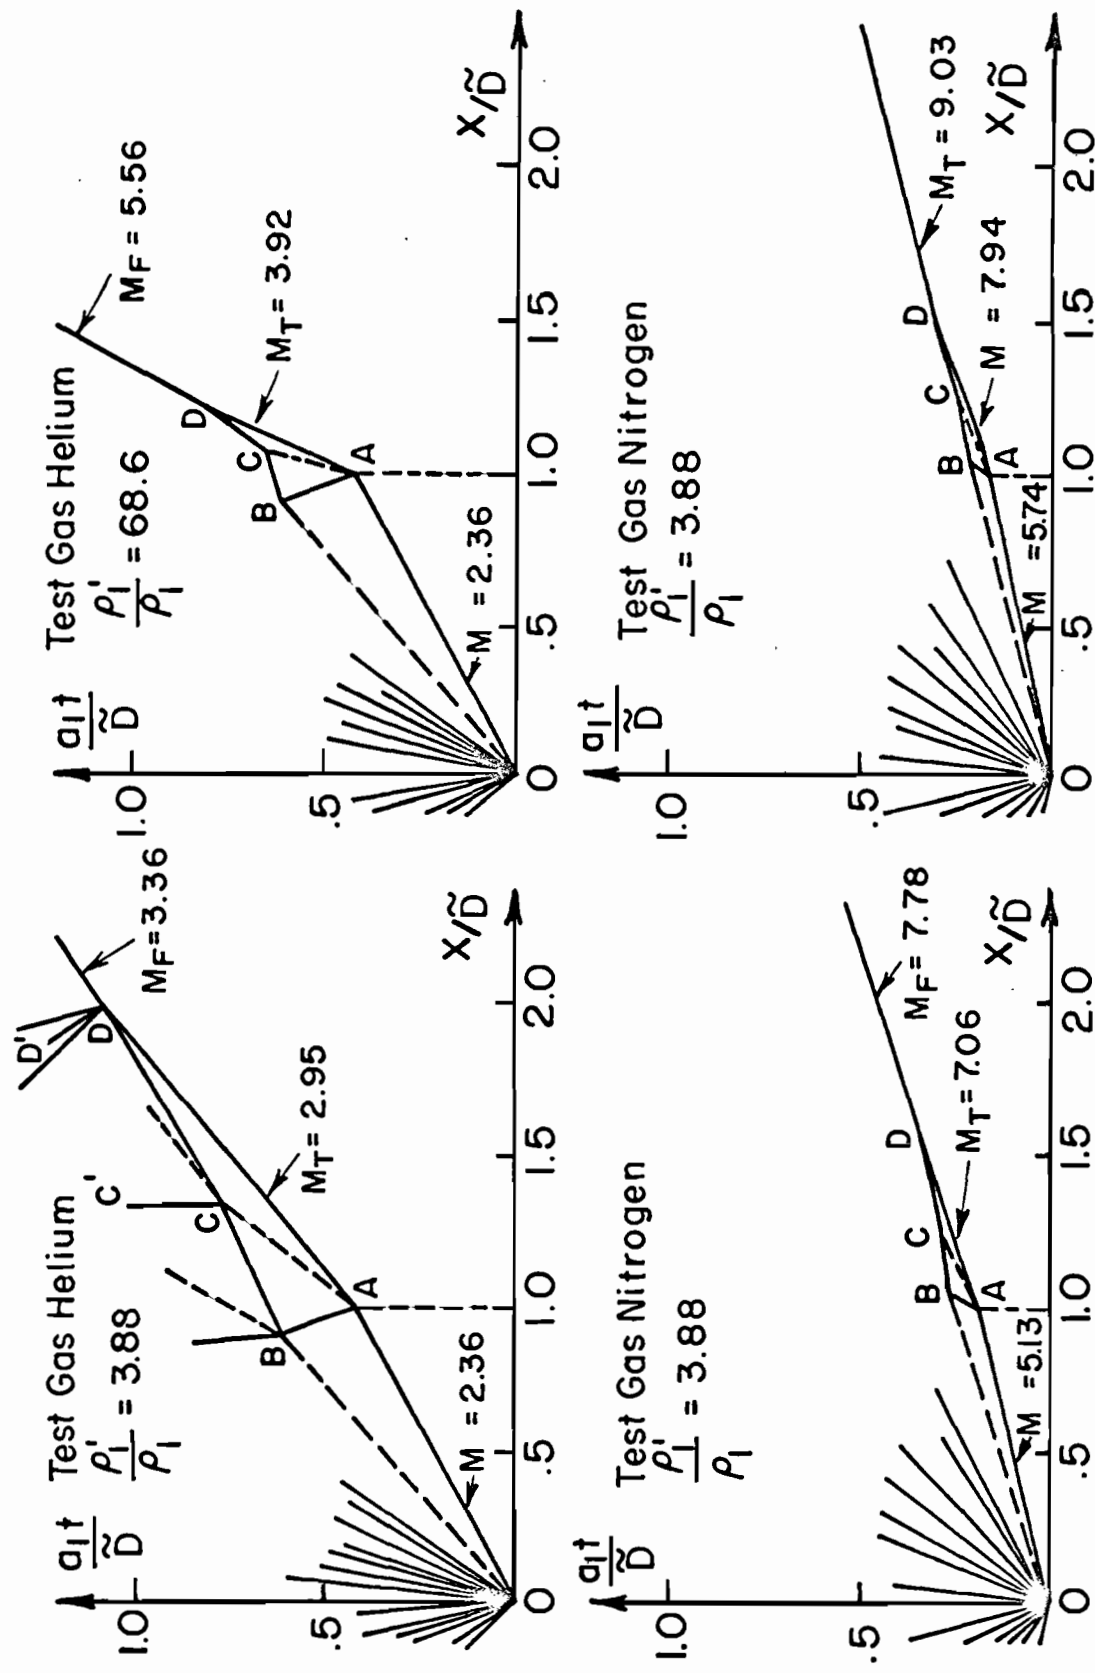 a₁t
D̃
Test Gas Helium
ρ₁'
ρ₁ = 3.88
1.0
.5
0
.5
1.0
1.5
2.0
X/D̃
M = 2.36
M_T = 2.95
M_F = 3.36
A
B
C
C'
D
D'
a₁t
D̃
Test Gas Helium
ρ₁'
ρ₁ = 68.6
1.0
.5
0
.5
1.0
1.5
2.0
X/D̃
M = 2.36
M_T = 3.92
M_F = 5.56
A
B
C
D
a₁t
D̃
Test Gas Nitrogen
ρ₁'
ρ₁ = 3.88
1.0
.5
0
.5
1.0
1.5
2.0
X/D̃
M = 5.13
M_T = 7.06
M_F = 7.78
A
B
C
D
a₁t
D̃
Test Gas Nitrogen
ρ₁'
ρ₁ = 3.88
1.0
.5
0
.5
1.0
1.5
2.0
X/D̃
M = 5.74
M = 7.94
M_T = 9.03
A
B
C
D